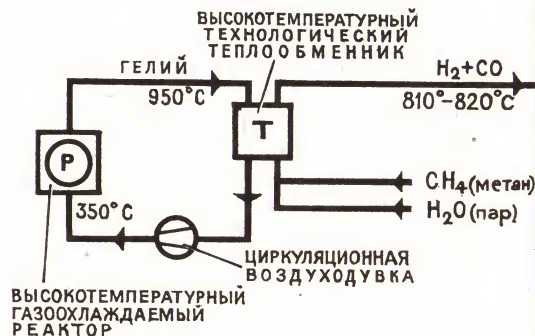 ВЫСОКОТЕМПЕРАТУРНЫЙ
ТЕХНОЛОГИЧЕСКИЙ
ТЕПЛООБМЕННИК
ГЕЛИЙ
950°C
H₂+CO
810°–820°C
T
P
CH₄(метан)
H₂O(пар)
350°C
ЦИРКУЛЯЦИОННАЯ
ВОЗДУХОДУВКА
ВЫСОКОТЕМПЕРАТУРНЫЙ
ГАЗООХЛАЖДАЕМЫЙ
РЕАКТОР